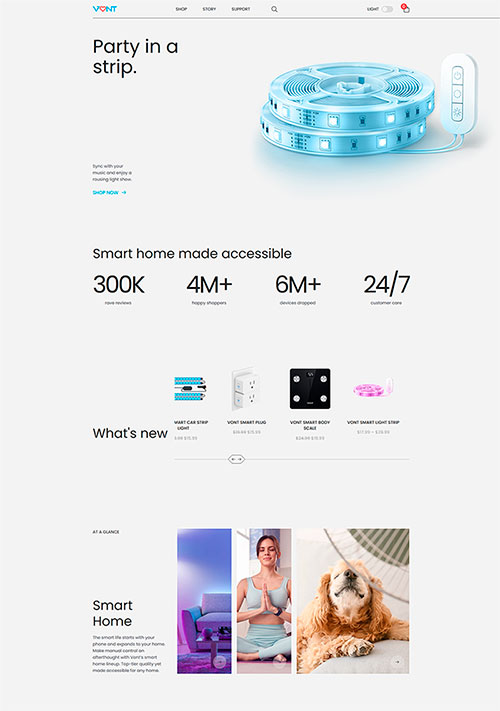 VONT
SHOP STORY SUPPORT
LIGHT
Party in a
strip.
Sync with your
music and enjoy a
rousing light show.
SHOP NOW →
Smart home made accessible
300K 4M+ 6M+ 24/7
rave reviews happy shoppers devices shipped customer care
What's new
MART CAR STRIP
LIGHT
$15.99
VONT SMART PLUG
$15.99
VONT SMART BODY
SCALE
$24.99 $15.99
VONT SMART LIGHT STRIP
$17.99 – $29.99
AT A GLANCE
Smart
Home
The smart life starts with your
phone and expands to your home.
Make manual control an
afterthought with Vont's smart
home lineup. Top-tier quality yet
made accessible for any home.